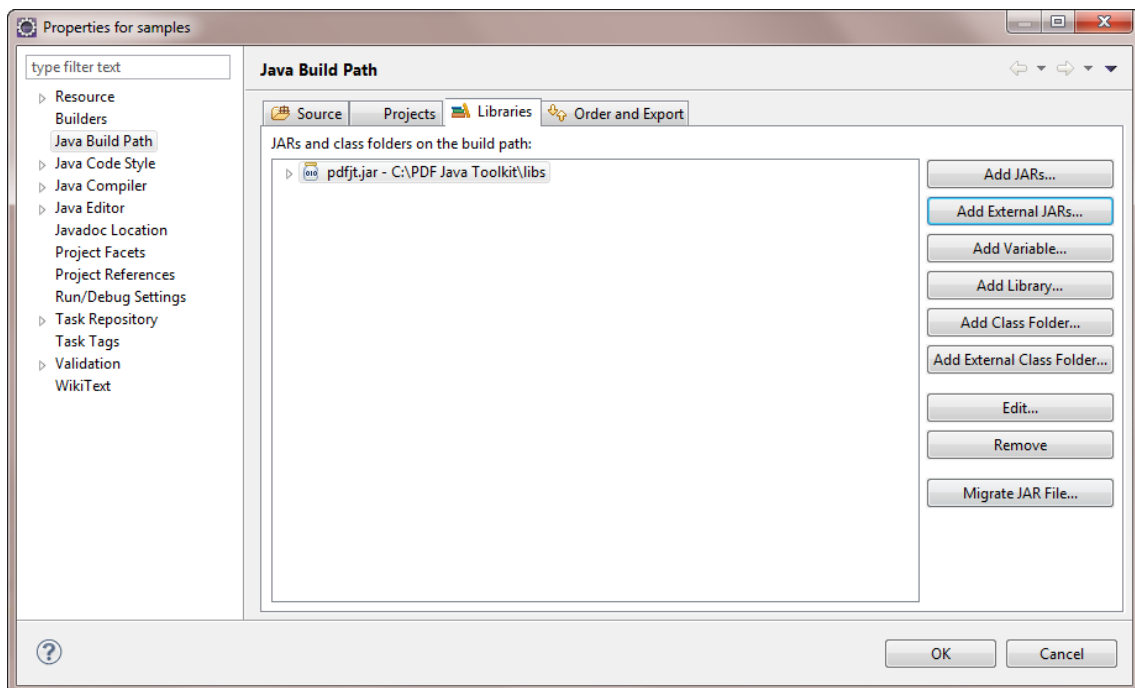 Properties for samples
type filter text
Resource
Builders
Java Build Path
Java Code Style
Java Compiler
Java Editor
Javadoc Location
Project Facets
Project References
Run/Debug Settings
Task Repository
Task Tags
Validation
WikiText
Java Build Path
Source Projects Libraries Order and Export
JARs and class folders on the build path:
010 pdfjt.jar - C:\PDF Java Toolkit\libs
Add JARs...
Add External JARs...
Add Variable...
Add Library...
Add Class Folder...
Add External Class Folder...
Edit...
Remove
Migrate JAR File...
?
OK Cancel